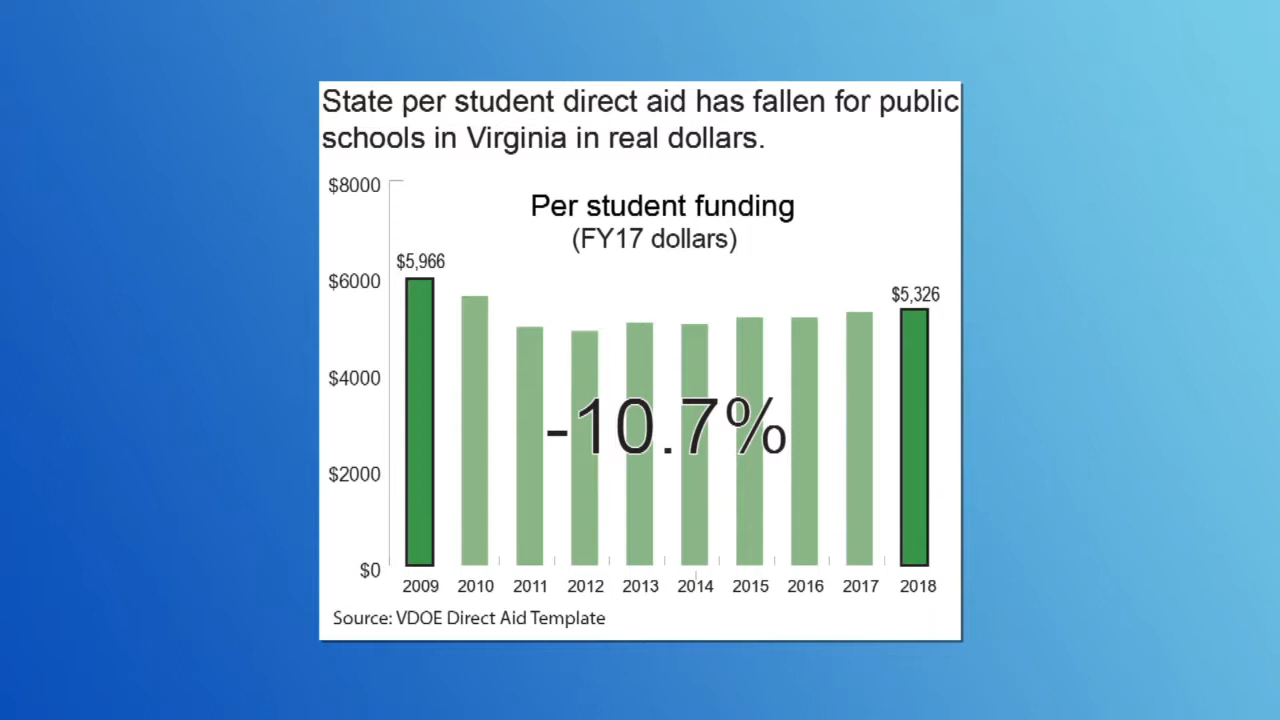 State per student direct aid has fallen for public
schools in Virginia in real dollars.
$8000
Per student funding
(FY17 dollars)
$5,966
$6000
$5,326
$4000
-10.7%
$2000
$0
2009 2010 2011 2012 2013 2014 2015 2016 2017 2018
Source: VDOE Direct Aid Template